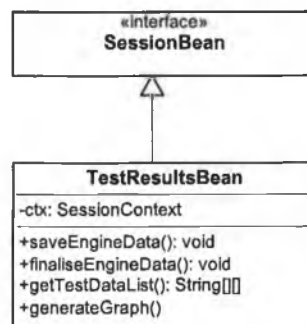 «interface»
SessionBean
TestResultsBean
-ctx: SessionContext
+saveEngineData(): void
+finaliseEngineData(): void
+getTestDataList(): String[][]
+generateGraph()